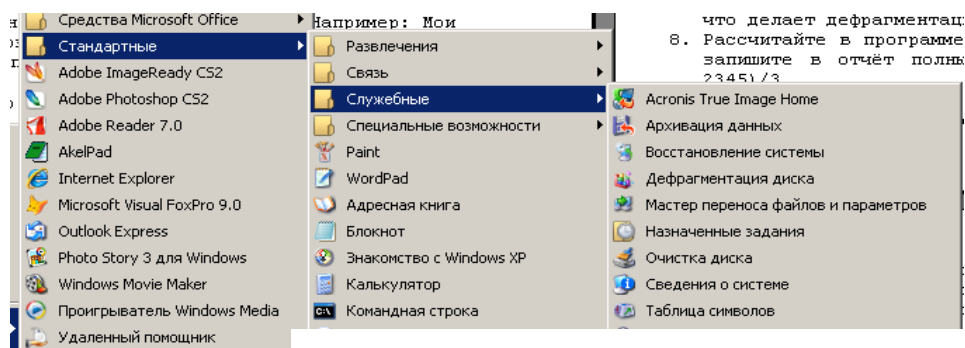 Средства Microsoft Office
Стандартные
Adobe ImageReady CS2
Adobe Photoshop CS2
Adobe Reader 7.0
AkelPad
Internet Explorer
Microsoft Visual FoxPro 9.0
Outlook Express
Photo Story 3 для Windows
Windows Movie Maker
Проигрыватель Windows Media
Удаленный помощник
Например: Мои
Развлечения
Связь
Служебные
Специальные возможности
Paint
WordPad
Адресная книга
Блокнот
Знакомство с Windows XP
Калькулятор
Командная строка
что делает дефрагментац
8. Рассчитайте в программе
запишите в отчёт полны
2345)/3
Acronis True Image Home
Архивация данных
Восстановление системы
Дефрагментация диска
Мастер переноса файлов и параметров
Назначенные задания
Очистка диска
Сведения о системе
Таблица символов